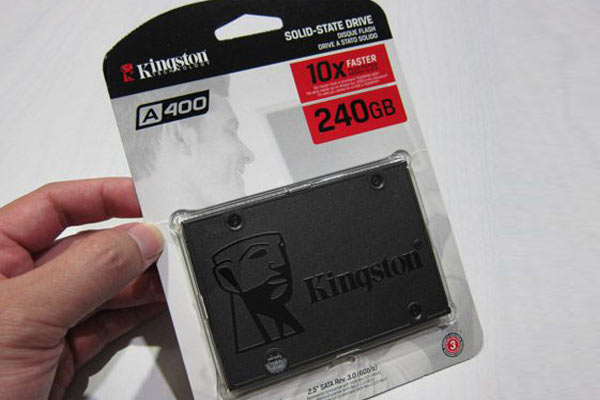 SOLID-STATE DRIVE
DISQUE FLASH
DRIVE A STATO SOLIDO
Kingston
TECHNOLOGY
10x FASTER
A400
240GB
Kingston
3
2.5" SATA Rev. 3.0 (6Gb/s)